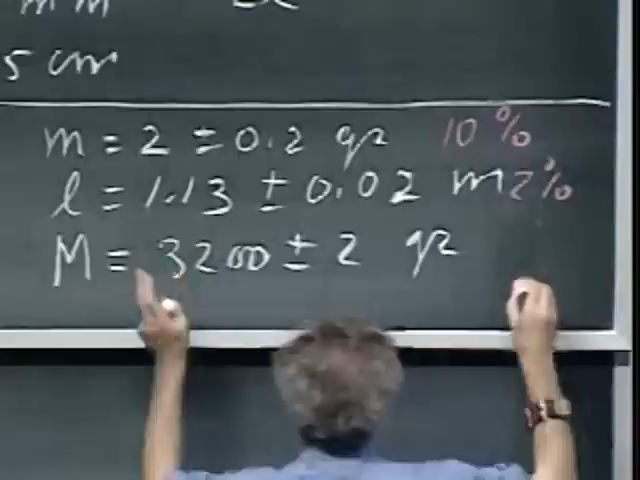 5 cm
m = 2 ± 0.2 gr 10%
l = 1.13 ± 0.02 m 2%
M = 3200 ± 2 gr